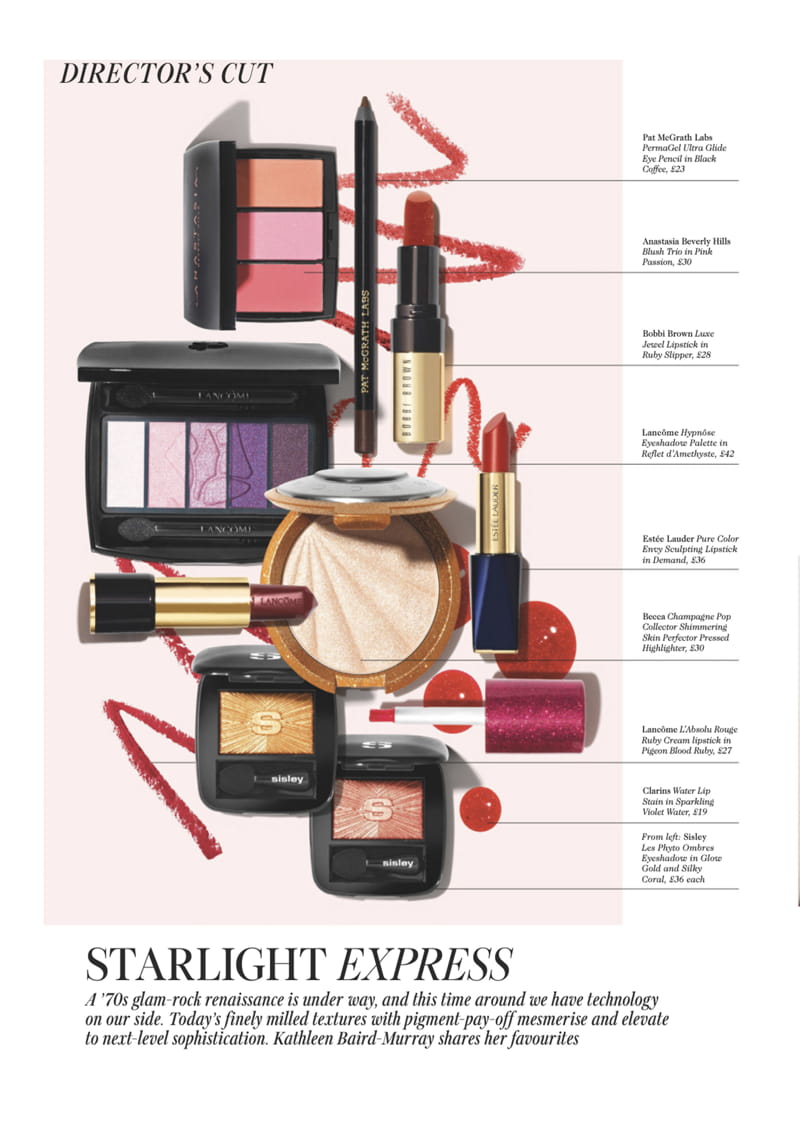 DIRECTOR'S CUT
Pat McGrath Labs
PermaGel Ultra Glide
Eye Pencil in Black
Coffee, £23
Anastasia Beverly Hills
Blush Trio in Pink
Passion, £30
Bobbi Brown Luxe
Jewel Lipstick in
Ruby Slipper, £28
Lancôme Hypnôse
Eyeshadow Palette in
Reflet d'Amethyste, £42
Estée Lauder Pure Color
Envy Sculpting Lipstick
in Demand, £36
Becca Champagne Pop
Collector Shimmering
Skin Perfector Pressed
Highlighter, £30
Lancôme L'Absolu Rouge
Ruby Cream lipstick in
Pigeon Blood Ruby, £27
Clarins Water Lip
Stain in Sparkling
Violet Water, £19
From left: Sisley
Les Phyto Ombres
Eyeshadow in Glow
Gold and Silky
Coral, £36 each
PAT McGRATH LABS
BOBBI BROWN
LANCÔME
LANCÔME
ESTĒE LAUDER
LANCÔME
S
sisley
S
sisley
STARLIGHT EXPRESS
A '70s glam-rock renaissance is under way, and this time around we have technology
on our side. Today's finely milled textures with pigment-pay-off mesmerise and elevate
to next-level sophistication. Kathleen Baird-Murray shares her favourites